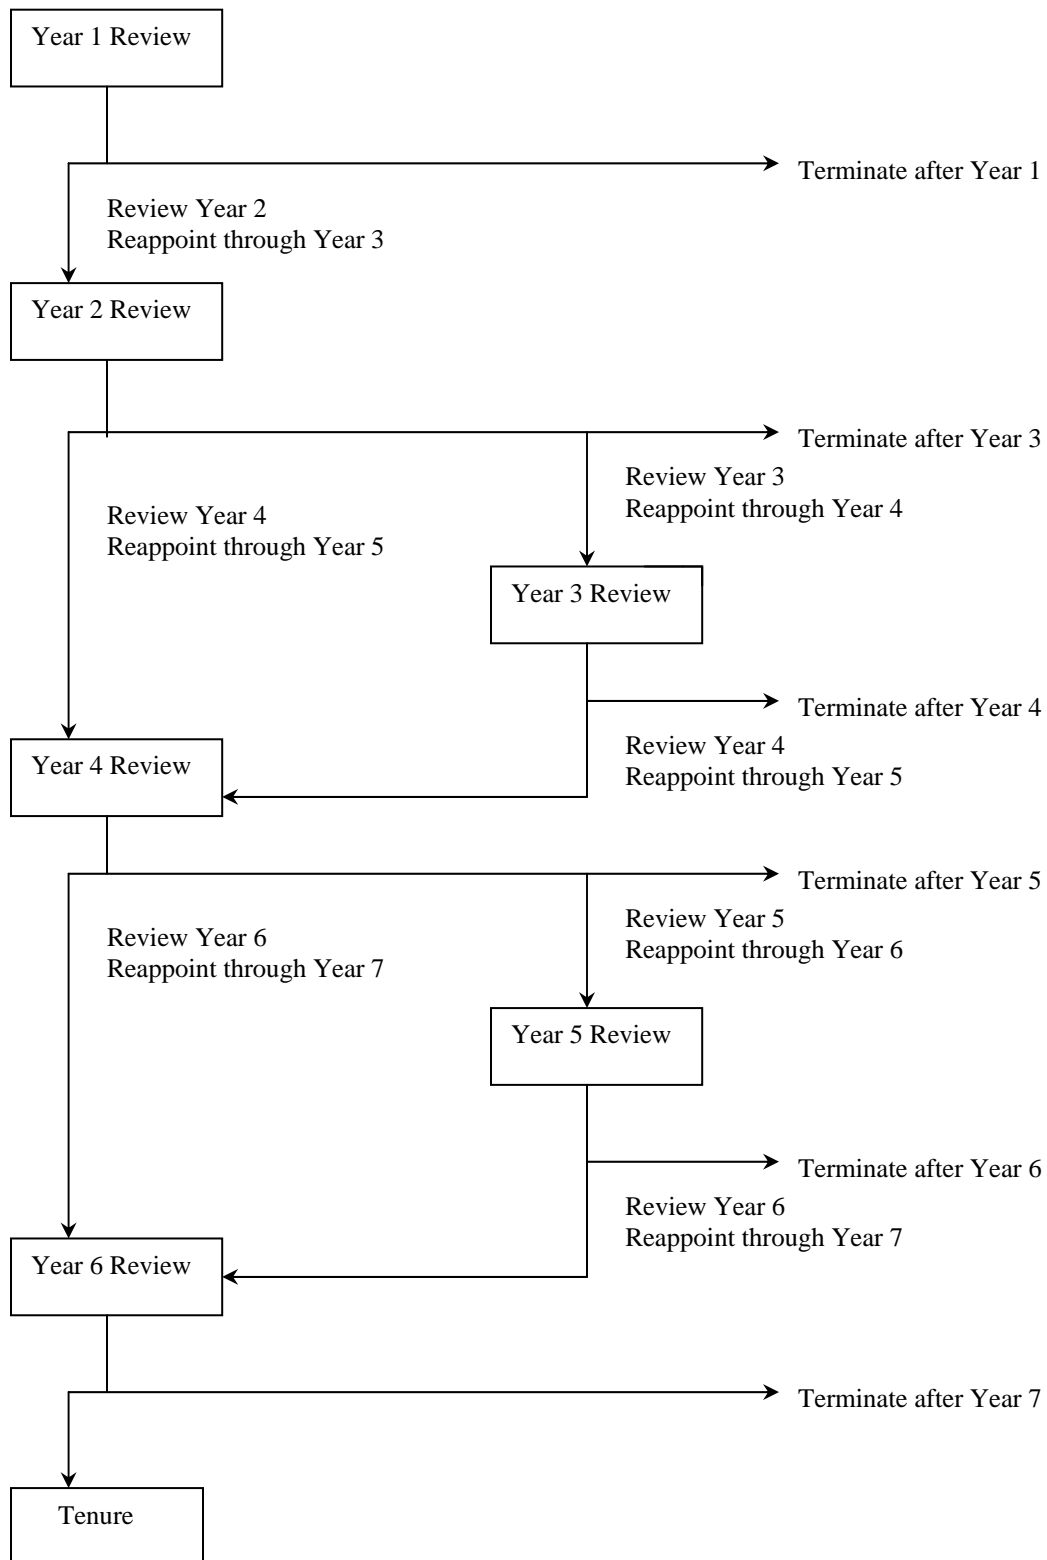 Year 1 Review
Terminate after Year 1
Review Year 2
Reappoint through Year 3
Year 2 Review
Terminate after Year 3
Review Year 3
Reappoint through Year 4
Review Year 4
Reappoint through Year 5
Year 3 Review
Terminate after Year 4
Review Year 4
Reappoint through Year 5
Year 4 Review
Terminate after Year 5
Review Year 5
Reappoint through Year 6
Review Year 6
Reappoint through Year 7
Year 5 Review
Terminate after Year 6
Review Year 6
Reappoint through Year 7
Year 6 Review
Terminate after Year 7
Tenure